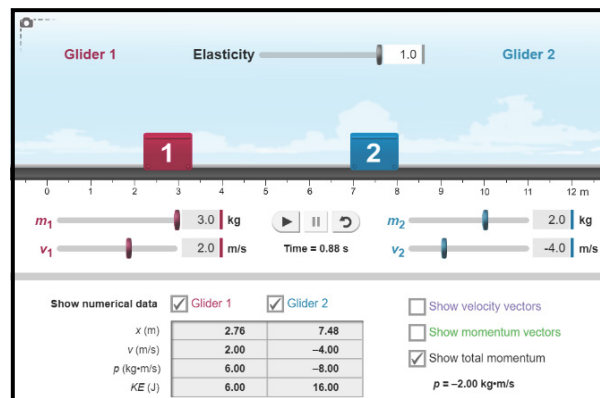 Glider 1 Elasticity 1.0 Glider 2
1 2
0 1 2 3 4 5 6 7 8 9 10 11 12 m
m1 3.0 kg m2 2.0 kg
v1 2.0 m/s Time = 0.88 s v2 -4.0 m/s
Show numerical data Glider 1 Glider 2 Show velocity vectors
x (m) 2.76 7.48
Show momentum vectors
v (m/s) 2.00 –4.00
p (kg•m/s) 6.00 –8.00 Show total momentum
KE (J) 6.00 16.00 p = –2.00 kg•m/s